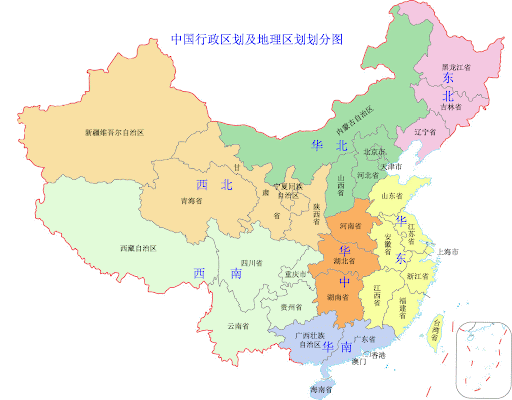 中国行政区划及地理区划划分图
黑龙江省
东
北
吉林省
辽宁省
内蒙古自治区
华 北
北京市
天津市
河北省
山西省
新疆维吾尔自治区
西 北
甘
肃
省
宁夏回族
自治区
青海省
陕西省
山东省
河南省
华
东
江苏省
安徽省
上海市
西藏自治区
西 南
四川省
重庆市
湖北省
华
中
浙江省
湖南省
江西省
福建省
贵州省
云南省
台湾省
广西壮族
自治区
华 南
广东省
香港
澳门
海南省